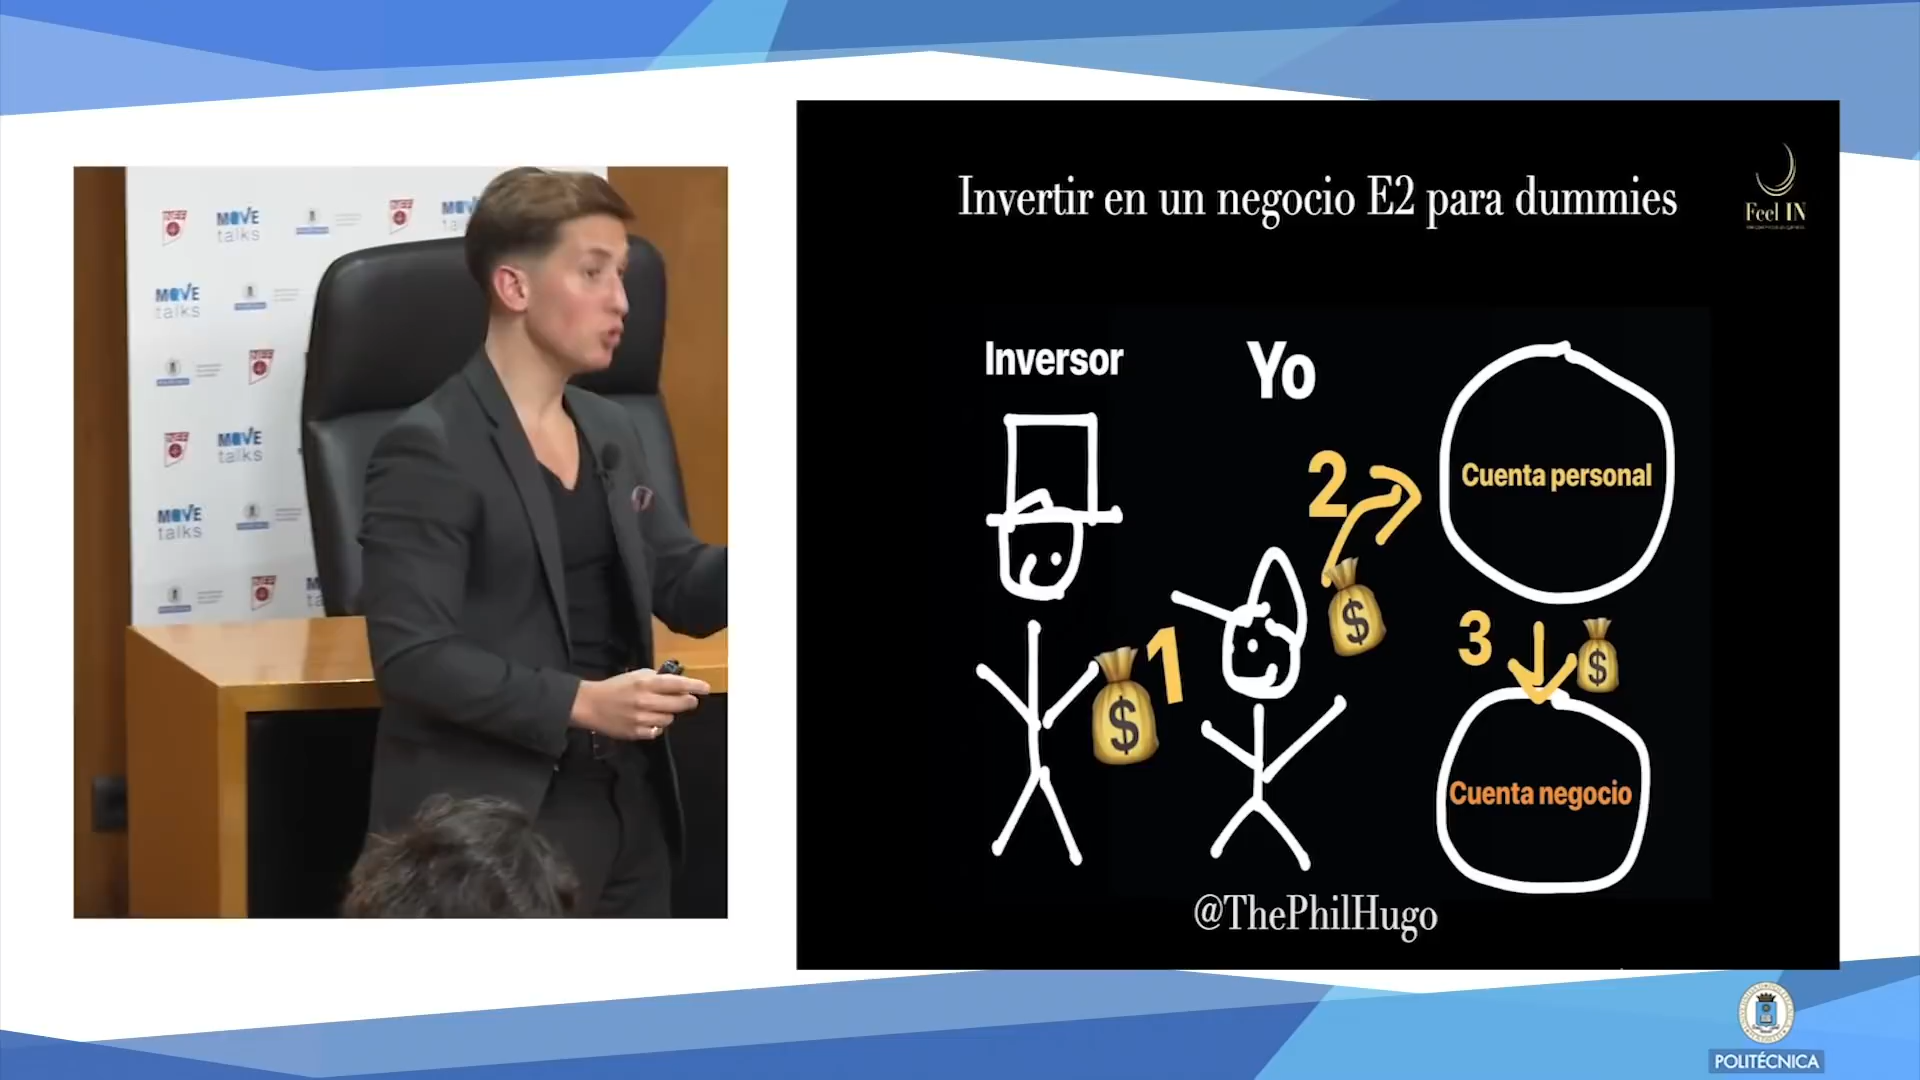 MOVE
talks
MOVE
talks
MOVE
talks
MOVE
talks
Invertir en un negocio E2 para dummies
Feel IN
Inversor
Yo
2
Cuenta personal
1
$
$
3
$
$
Cuenta negocio
@ThePhilHugo
POLITÉCNICA